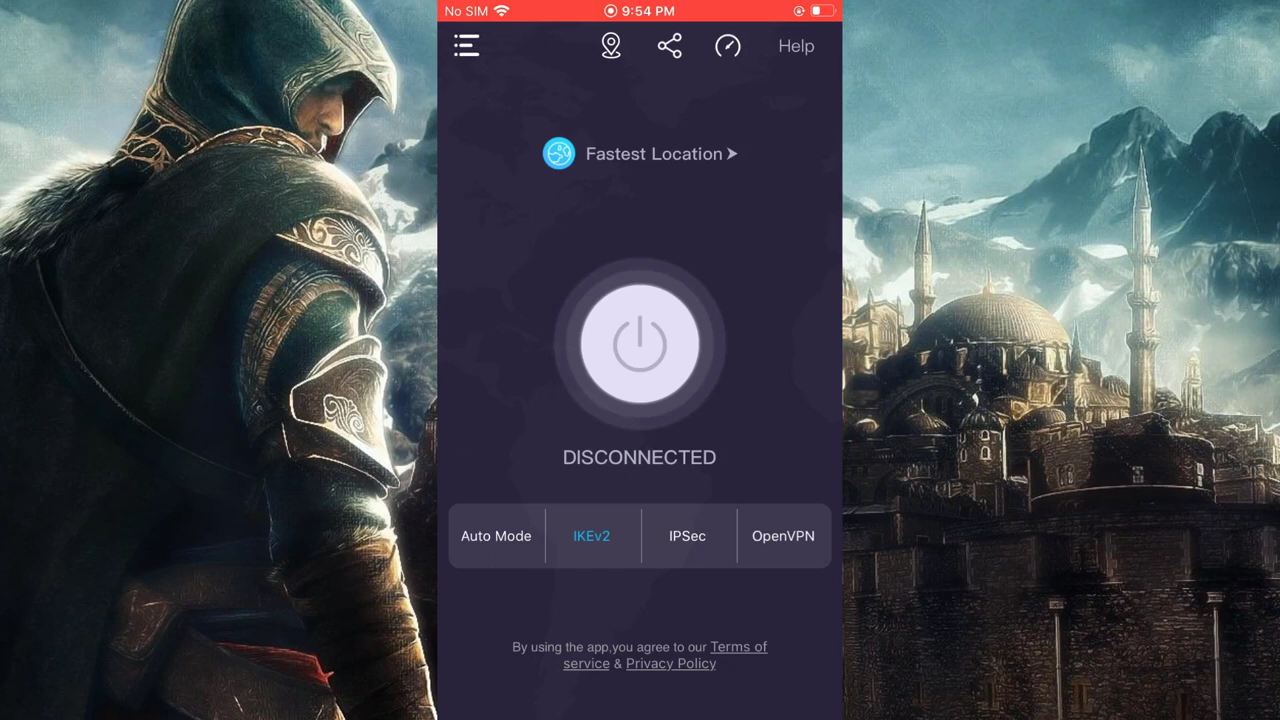 No SIM 9:54 PM
Help
Fastest Location
DISCONNECTED
Auto Mode IKEv2 IPSec OpenVPN
By using the app,you agree to our Terms of
service & Privacy Policy